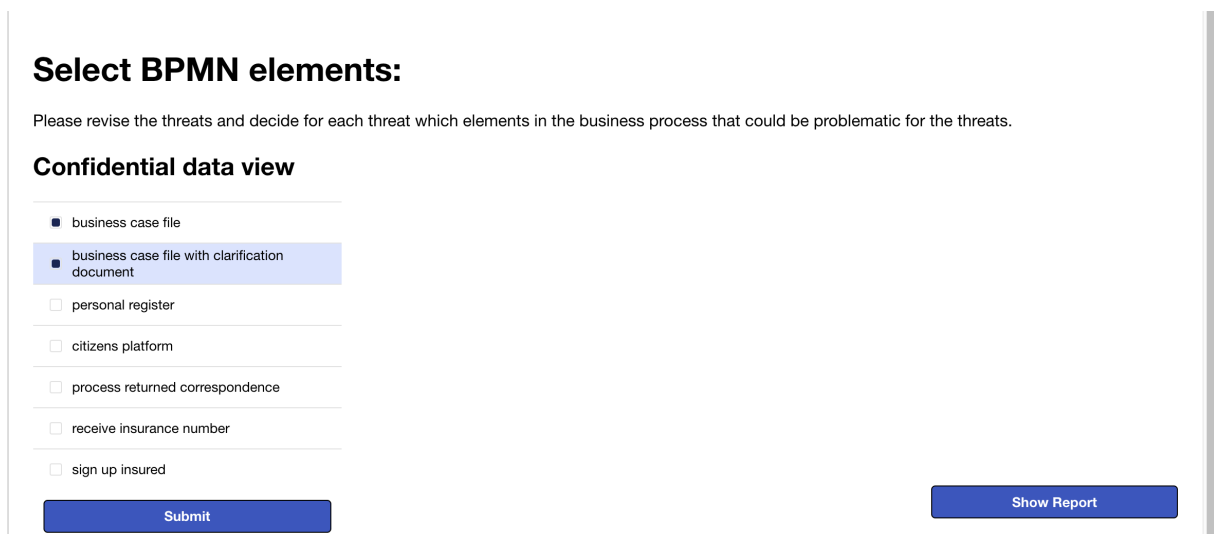 Select BPMN elements:
Please revise the threats and decide for each threat which elements in the business process that could be problematic for the threats.
Confidential data view
business case file
business case file with clarification
document
personal register
citizens platform
process returned correspondence
receive insurance number
sign up insured
Submit
Show Report